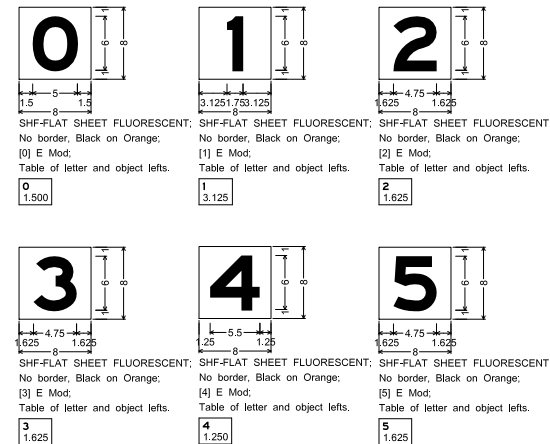 0
1
6
1
8
5
1.5
1.5
8
SHF-FLAT SHEET FLUORESCENT;
No border, Black on Orange;
[0] E Mod;
Table of letter and object lefts.
0
1.500
1
1
6
1
8
3.125
1.75
3.125
8
SHF-FLAT SHEET FLUORESCENT;
No border, Black on Orange;
[1] E Mod;
Table of letter and object lefts.
1
3.125
2
1
6
1
8
4.75
1.625
1.625
8
SHF-FLAT SHEET FLUORESCENT
No border, Black on Orange;
[2] E Mod;
Table of letter and object lefts.
2
1.625
3
1
6
1
8
4.75
1.625
1.625
8
SHF-FLAT SHEET FLUORESCENT;
No border, Black on Orange;
[3] E Mod;
Table of letter and object lefts.
3
1.625
4
1
6
1
8
5.5
1.25
1.25
8
SHF-FLAT SHEET FLUORESCENT;
No border, Black on Orange;
[4] E Mod;
Table of letter and object lefts.
4
1.250
5
1
6
1
8
4.75
1.625
1.625
8
SHF-FLAT SHEET FLUORESCENT
No border, Black on Orange;
[5] E Mod;
Table of letter and object lefts.
5
1.625